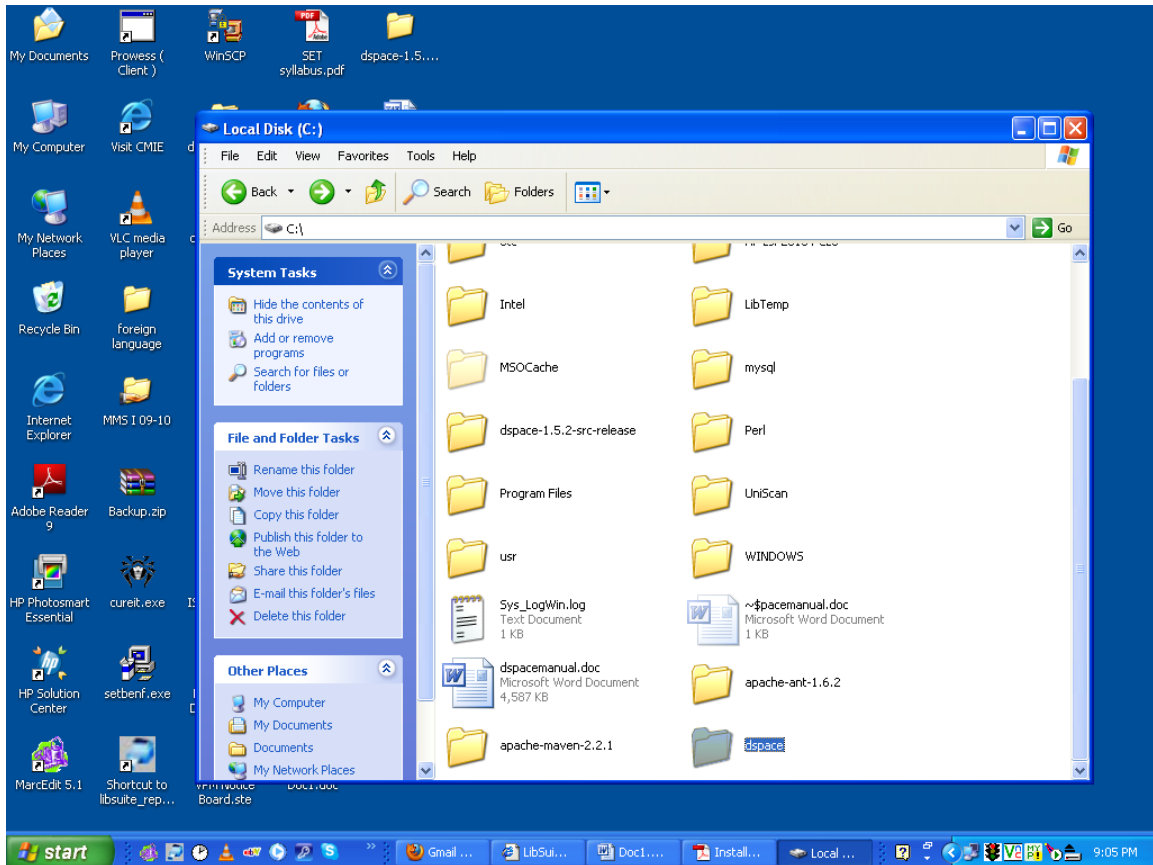 My Documents
Prowess (
Client )
WinSCP
PDF
Adobe
SET
syllabus.pdf
dspace-1.5....
My Computer
Visit CMIE
My Network
Places
VLC media
player
Recycle Bin
foreign
language
Internet
Explorer
MMS I 09-10
Adobe Reader
9
Backup.zip
HP Photosmart
Essential
cureit.exe
HP Solution
Center
setbenf.exe
MarcEdit 5.1
Shortcut to
libsuite_rep...
Board.ste
Doc1.doc
Local Disk (C:)
File Edit View Favorites Tools Help
Back
Search
Folders
Address
C:\
Go
System Tasks
Hide the contents of
this drive
Add or remove
programs
Search for files or
folders
File and Folder Tasks
Rename this folder
Move this folder
Copy this folder
Publish this folder to
the Web
Share this folder
E-mail this folder's files
Delete this folder
Other Places
My Computer
My Documents
Documents
My Network Places
Intel
LibTemp
MSOCache
mysql
dspace-1.5.2-src-release
Perl
Program Files
UniScan
usr
WINDOWS
Sys_LogWin.log
Text Document
1 KB
~$pacemanual.doc
Microsoft Word Document
1 KB
dspacemanual.doc
Microsoft Word Document
4,587 KB
apache-ant-1.6.2
apache-maven-2.2.1
dspace
start
Gmail ...
LibSui...
Doc1....
Install...
Local ...
9:05 PM